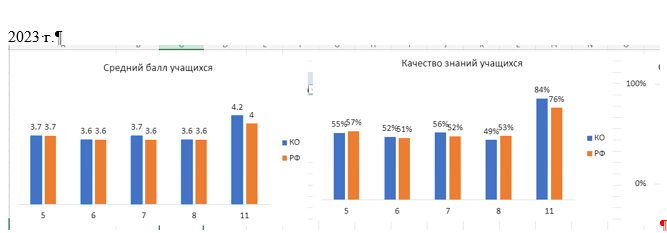 2023 г.¶
Средний балл учащихся
4.2
4
3.7 3.7
3.6 3.6
3.7
3.6
3.6 3.6
КО
РФ
5 6 7 8 11
Качество знаний учащихся
84%
76%
55% 57%
52% 51%
56% 52%
49% 53%
КО
РФ
5 6 7 8 11
100%
0%
¶